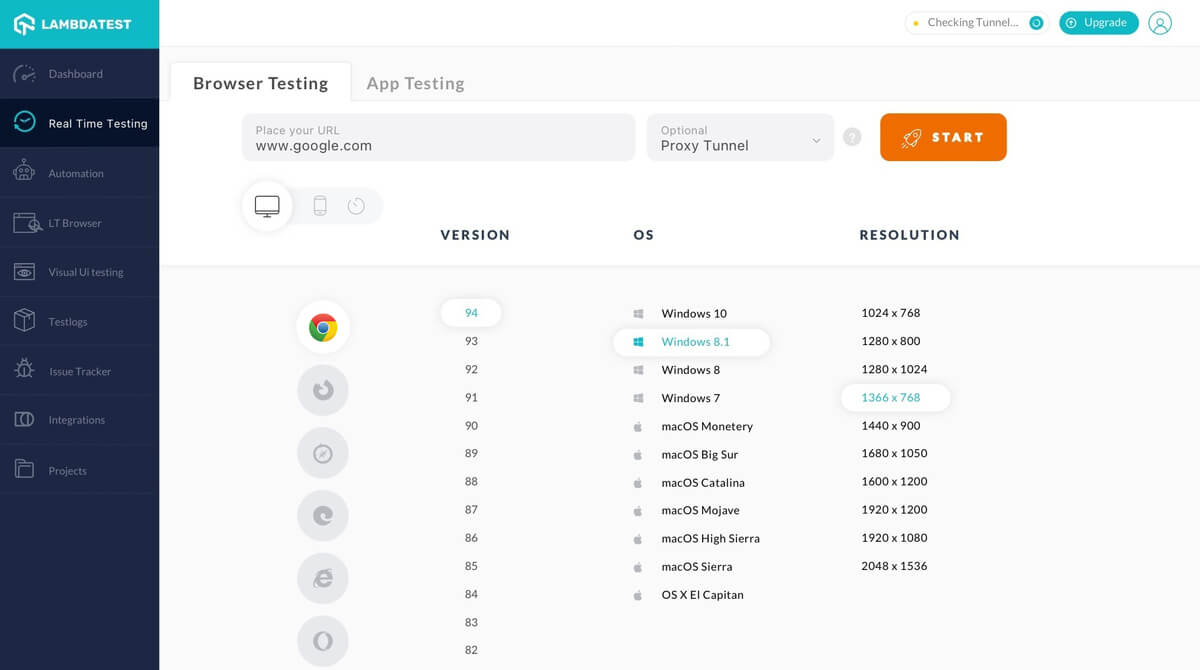 LAMBDATEST
Checking Tunnel...
Upgrade
Dashboard
Real Time Testing
Automation
LT Browser
Visual Ui testing
Testlogs
Issue Tracker
Integrations
Projects
Browser Testing
App Testing
Place your URL
www.google.com
Optional
Proxy Tunnel
?
START
VERSION
OS
RESOLUTION
94
93
92
91
90
89
88
87
86
85
84
83
82
Windows 10
Windows 8.1
Windows 8
Windows 7
macOS Monetery
macOS Big Sur
macOS Catalina
macOS Mojave
macOS High Sierra
macOS Sierra
OS X El Capitan
1024 x 768
1280 x 800
1280 x 1024
1366 x 768
1440 x 900
1680 x 1050
1600 x 1200
1920 x 1200
1920 x 1080
2048 x 1536